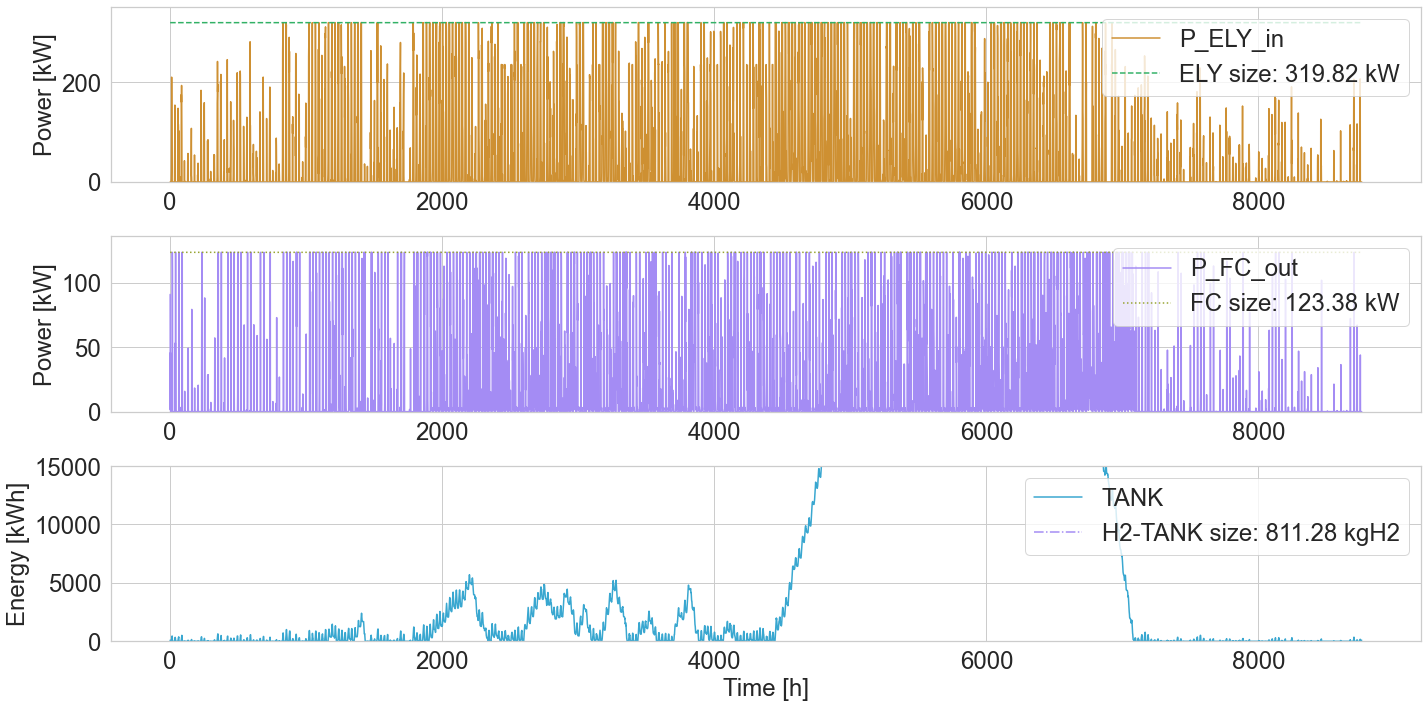 Power [kW]
200
0
P_ELY_in
ELY size: 319.82 kW
0 2000 4000 6000 8000
Power [kW]
100
50
0
P_FC_out
FC size: 123.38 kW
0 2000 4000 6000 8000
Energy [kWh]
15000
10000
5000
0
TANK
H2-TANK size: 811.28 kgH2
0 2000 4000 6000 8000
Time [h]